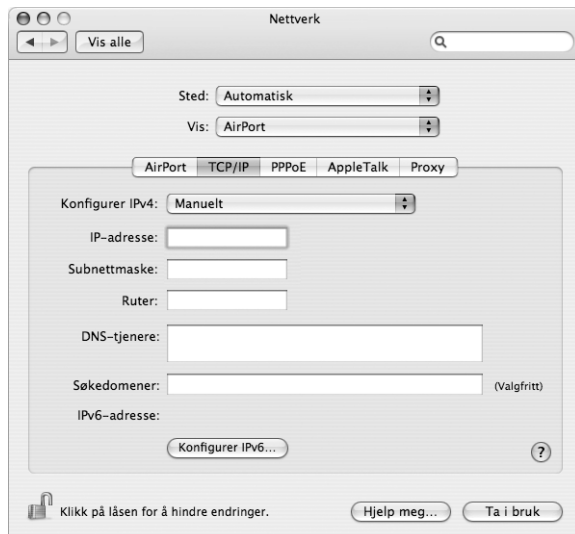 Nettverk
Vis alle
Sted: Automatisk
Vis: AirPort
AirPort TCP/IP PPPoE AppleTalk Proxy
Konfigurer IPv4: Manuelt
IP-adresse:
Subnettmaske:
Ruter:
DNS-tjenere:
Søkedomener: (Valgfritt)
IPv6-adresse:
Konfigurer IPv6... ?
Klikk på låsen for å hindre endringer. Hjelp meg... Ta i bruk